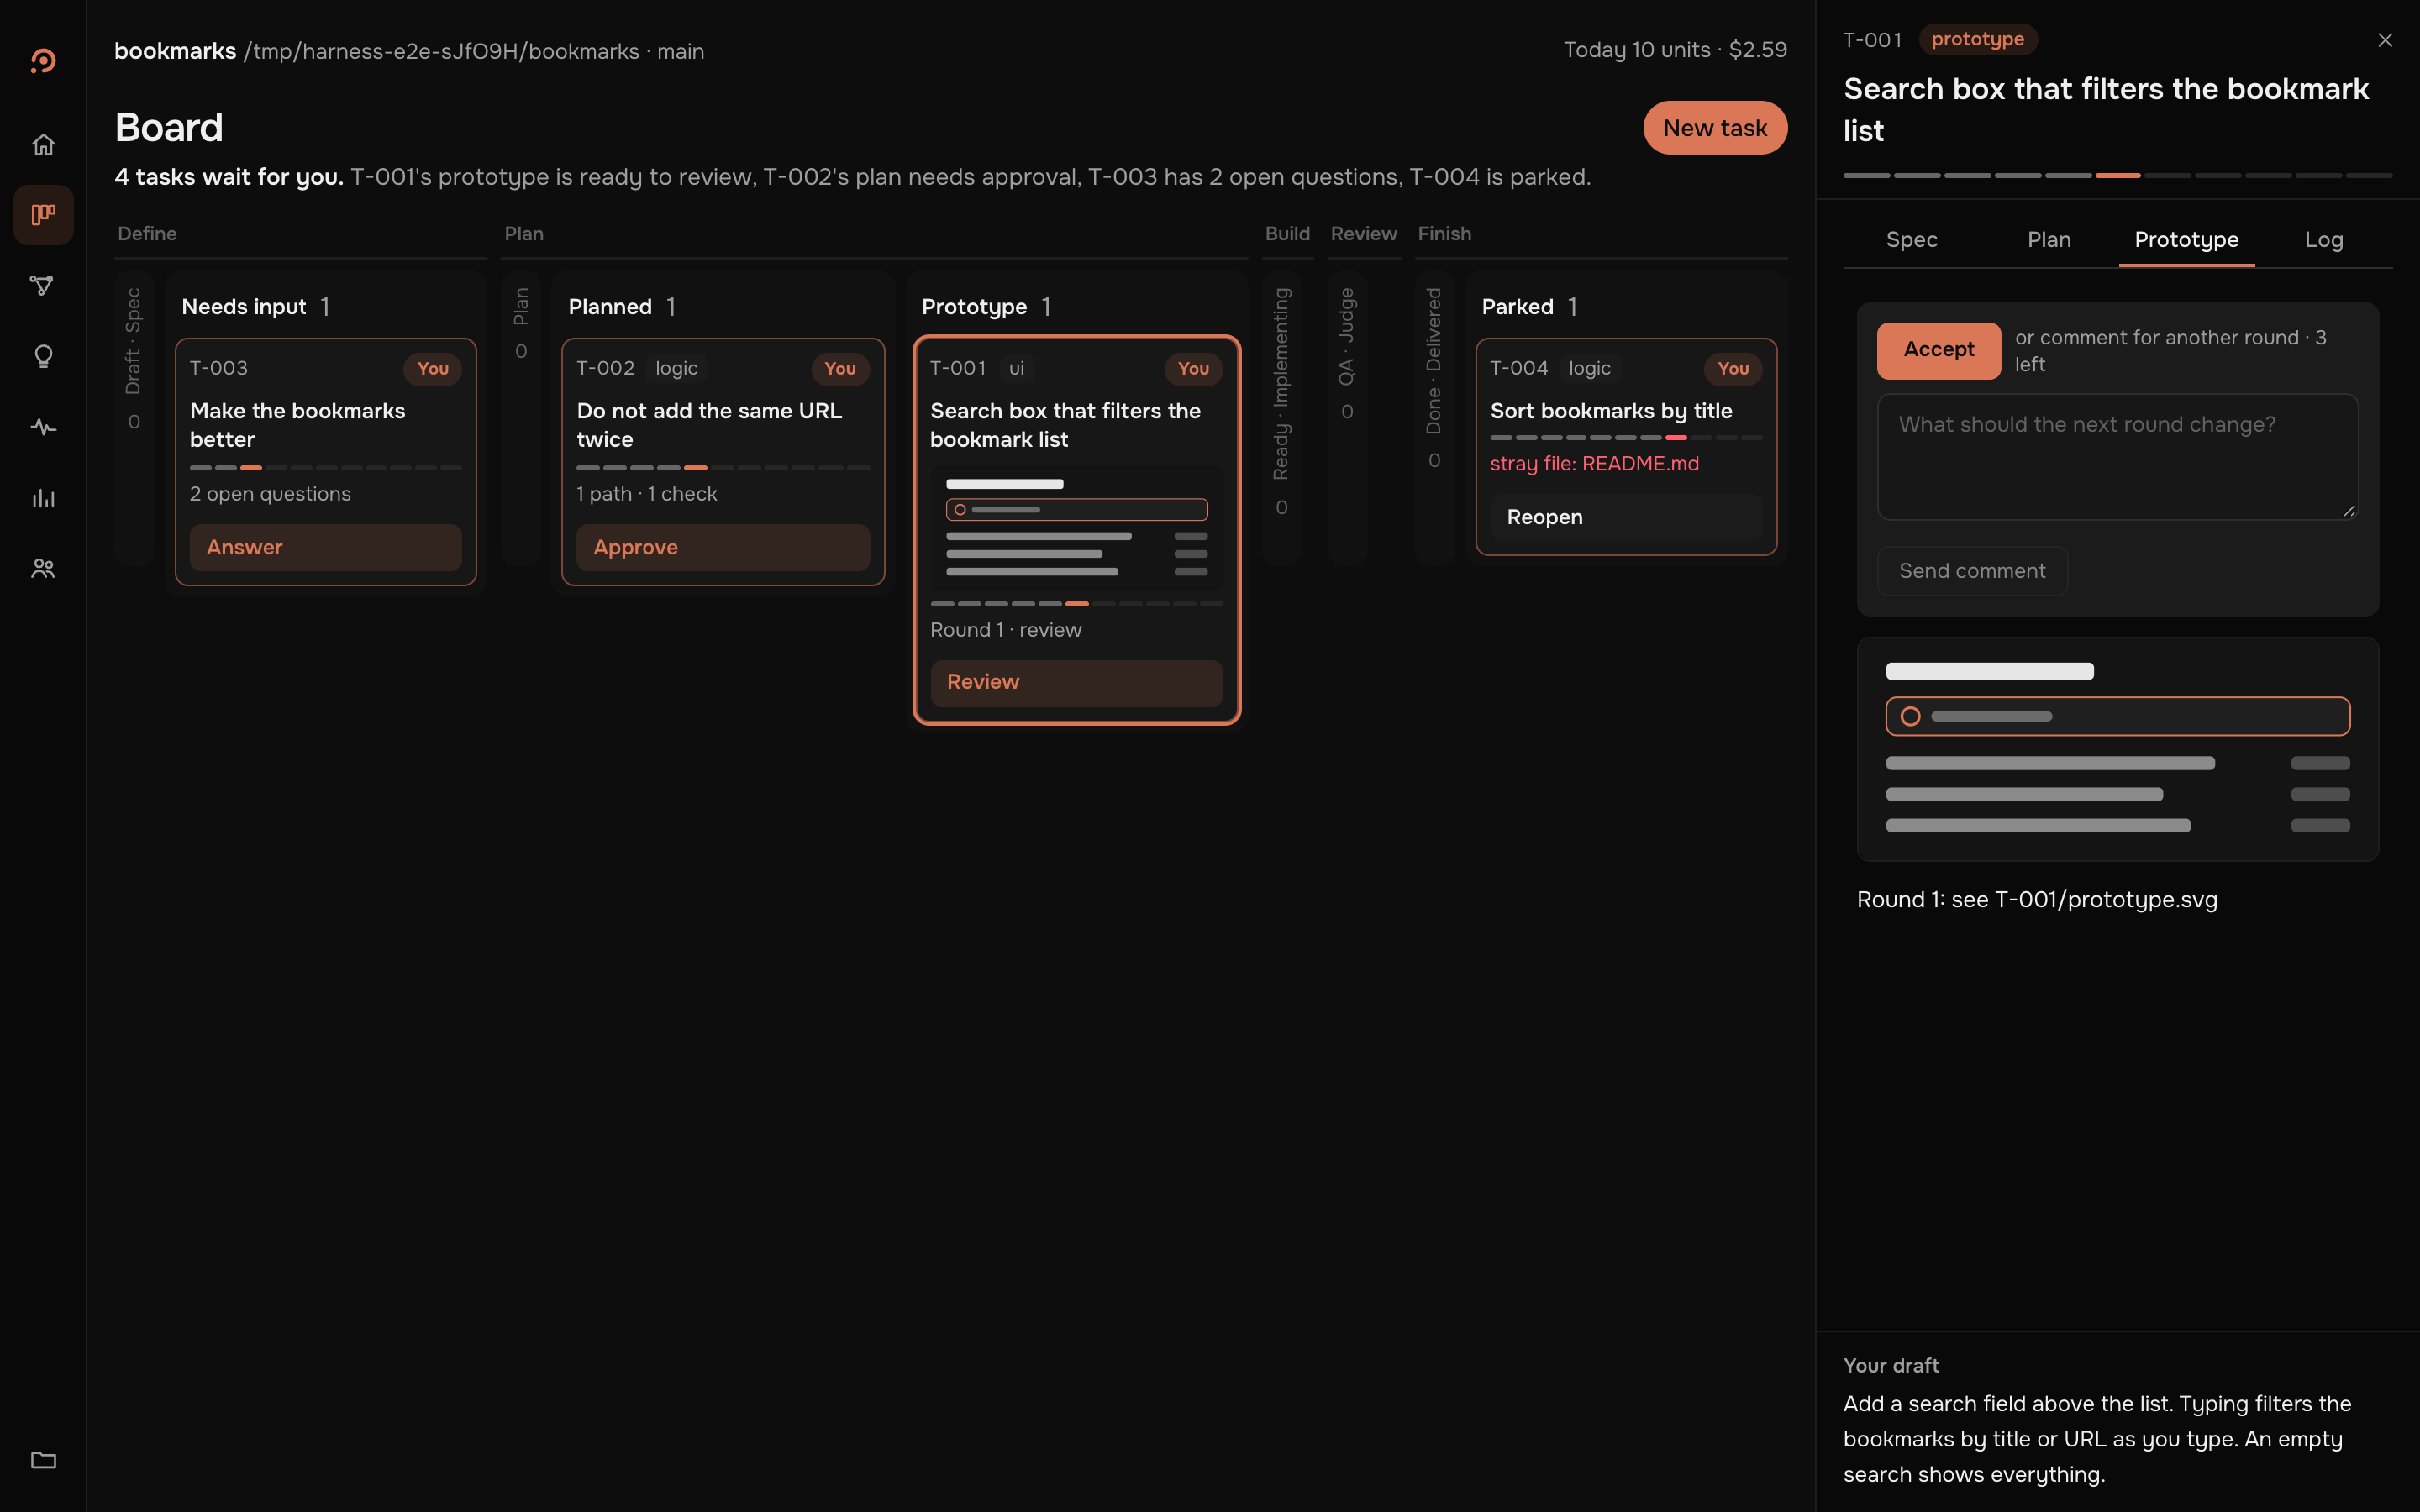 bookmarks /tmp/harness-e2e-sJfO9H/bookmarks · main
Today 10 units · $2.59
Board
New task
4 tasks wait for you. T-001's prototype is ready to review, T-002's plan needs approval, T-003 has 2 open questions, T-004 is parked.
Define
Plan
Build
Review
Finish
Draft · Spec
0
Needs input 1
T-003
You
Make the bookmarks
better
2 open questions
Answer
Plan
0
Planned 1
T-002 logic
You
Do not add the same URL
twice
1 path · 1 check
Approve
Prototype 1
T-001 ui
You
Search box that filters the
bookmark list
Round 1 · review
Review
Ready · Implementing
0
QA · Judge
0
Done · Delivered
0
Parked 1
T-004 logic
You
Sort bookmarks by title
stray file: README.md
Reopen
T-001 prototype
Search box that filters the bookmark
list
Spec
Plan
Prototype
Log
Accept
or comment for another round · 3
left
What should the next round change?
Send comment
Round 1: see T-001/prototype.svg
Your draft
Add a search field above the list. Typing filters the
bookmarks by title or URL as you type. An empty
search shows everything.